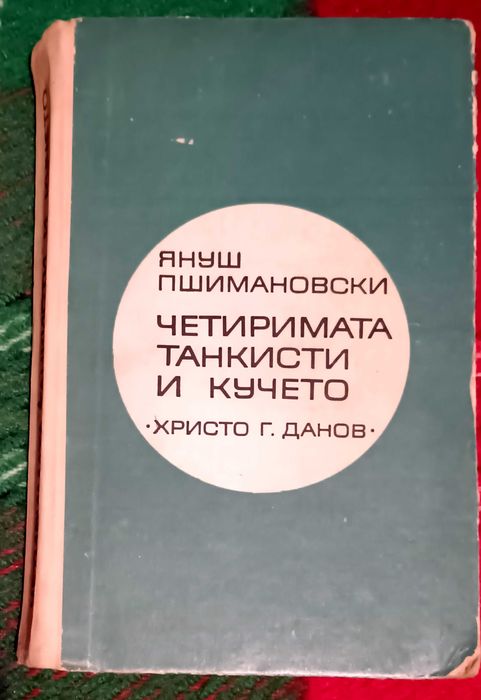 ЯНУШ
ПШИМАНОВСКИ
ЧЕТИРИМАТА
ТАНКИСТИ
И КУЧЕТО
·ХРИСТО Г. ДАНОВ·